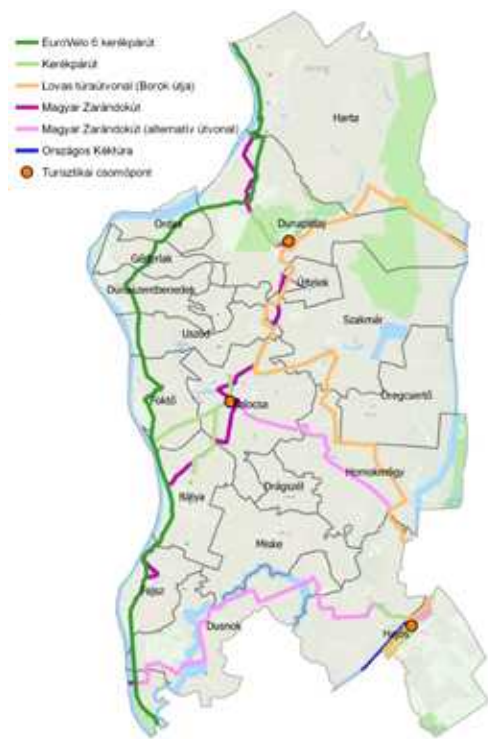 EuroVelo 6 kerékpárút
Kerékpárút
Lovas túraútvonal (Borok útja)
Magyar Zarándokút
Magyar Zarándokút (alternatív útvonal)
Országos Kéktúra
Turisztikai csomópont
Harta
Ordas
Dunapataj
Géderlak
Dunaszentbenedek
Újtelek
Uszód
Szakmár
Foktő
Kalocsa
Öregcsertő
Homokmégy
Drágszél
Bátya
Miske
Fajsz
Dusnok
Hajós